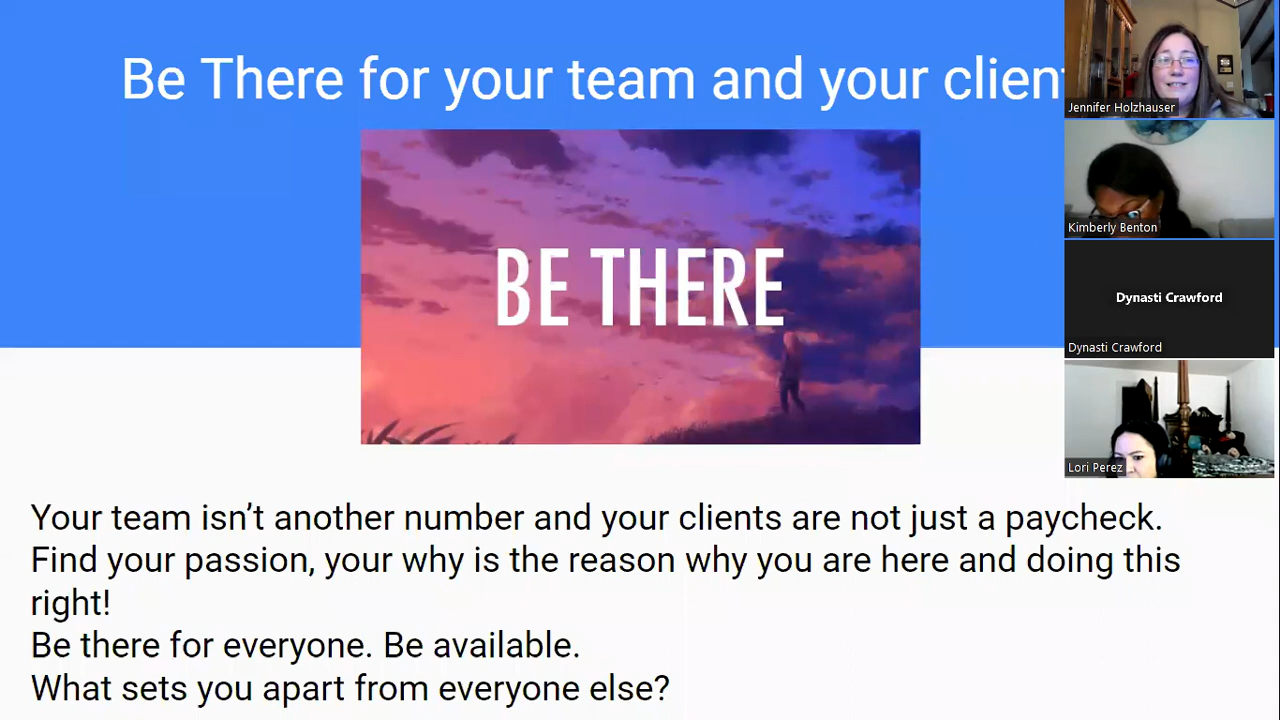 Be There for your team and your clien
Jennifer Holzhauser
BE THERE
Kimberly Benton
Dynasti Crawford
Dynasti Crawford
Lori Perez
Your team isn’t another number and your clients are not just a paycheck.
Find your passion, your why is the reason why you are here and doing this
right!
Be there for everyone. Be available.
What sets you apart from everyone else?